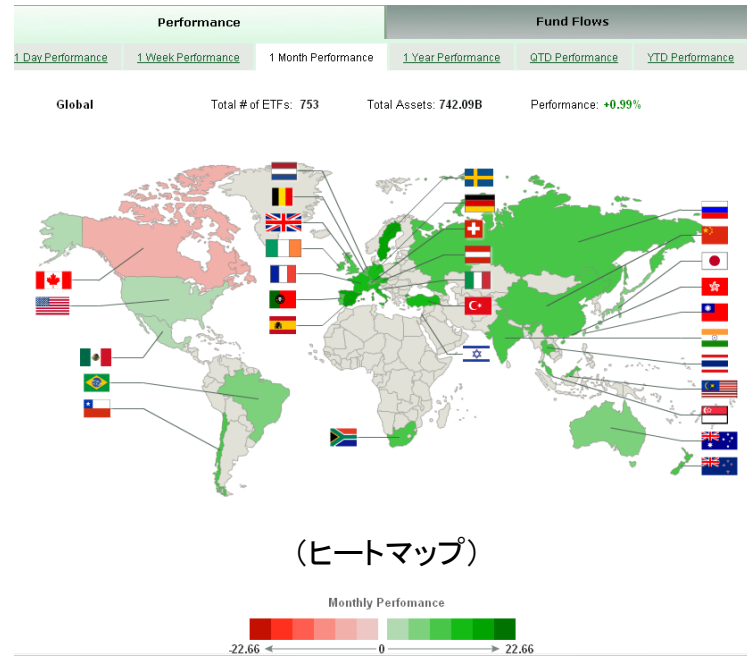 Performance Fund Flows
1 Day Performance 1 Week Performance 1 Month Performance 1 Year Performance QTD Performance YTD Performance
Global Total # of ETFs: 753 Total Assets: 742.09B Performance: +0.99%
(ヒートマップ)
Monthly Perfomance
-22.66 0 22.66